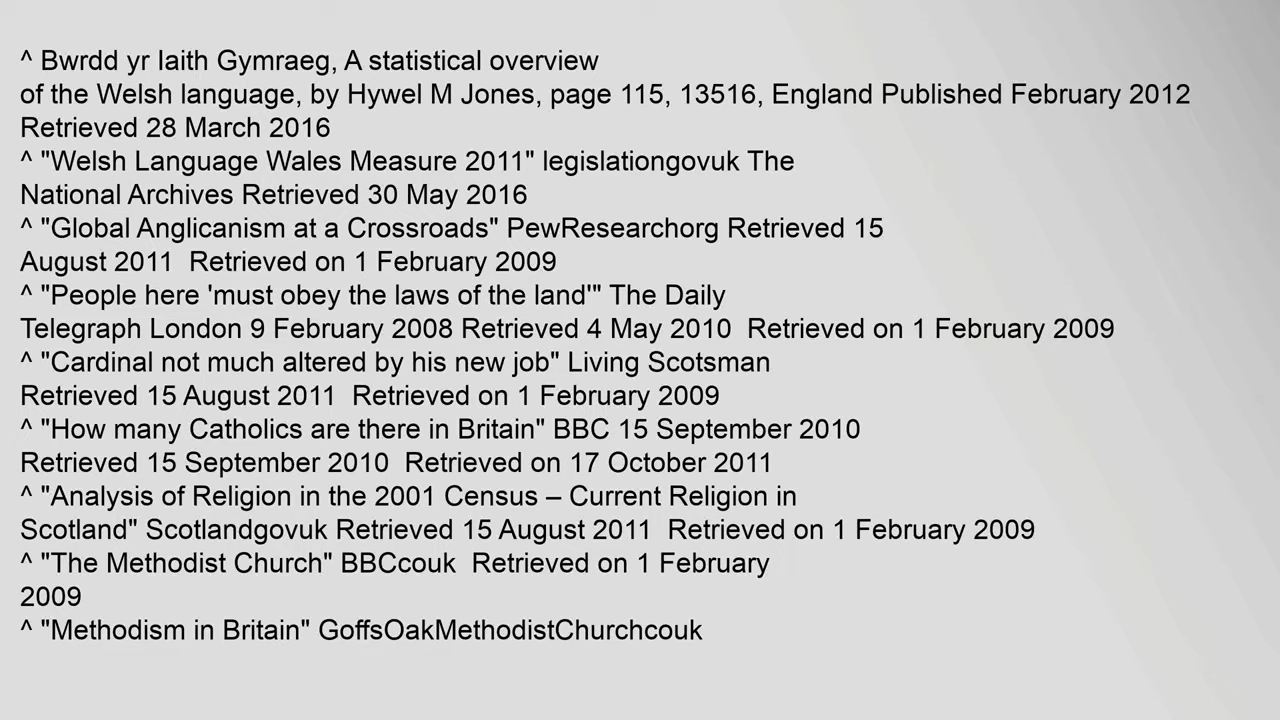 ^ Bwrdd yr Iaith Gymraeg, A statistical overview
of the Welsh language, by Hywel M Jones, page 115, 13516, England Published February 2012
Retrieved 28 March 2016
^ "Welsh Language Wales Measure 2011" legislationgovuk The
National Archives Retrieved 30 May 2016
^ "Global Anglicanism at a Crossroads" PewResearchorg Retrieved 15
August 2011  Retrieved on 1 February 2009
^ "People here 'must obey the laws of the land'" The Daily
Telegraph London 9 February 2008 Retrieved 4 May 2010  Retrieved on 1 February 2009
^ "Cardinal not much altered by his new job" Living Scotsman
Retrieved 15 August 2011  Retrieved on 1 February 2009
^ "How many Catholics are there in Britain" BBC 15 September 2010
Retrieved 15 September 2010  Retrieved on 17 October 2011
^ "Analysis of Religion in the 2001 Census – Current Religion in
Scotland" Scotlandgovuk Retrieved 15 August 2011  Retrieved on 1 February 2009
^ "The Methodist Church" BBCcouk  Retrieved on 1 February
2009
^ "Methodism in Britain" GoffsOakMethodistChurchcouk